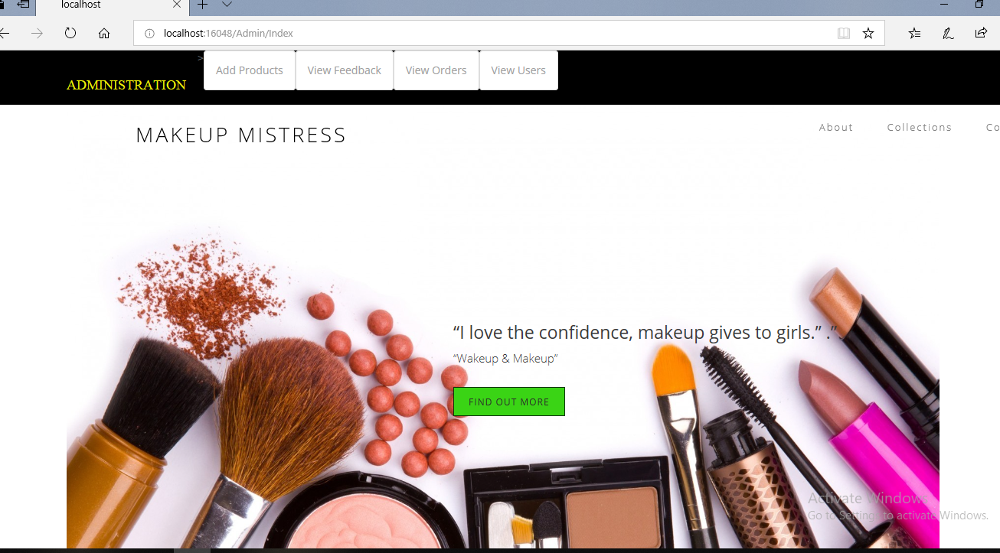 localhost
localhost:16048/Admin/Index
>
Add Products View Feedback View Orders View Users
ADMINISTRATION
MAKEUP MISTRESS
About Collections Co
“I love the confidence, makeup gives to girls.” .”
“Wakeup & Makeup”
FIND OUT MORE
Activate Windows
Go to Settings to activate Windows.